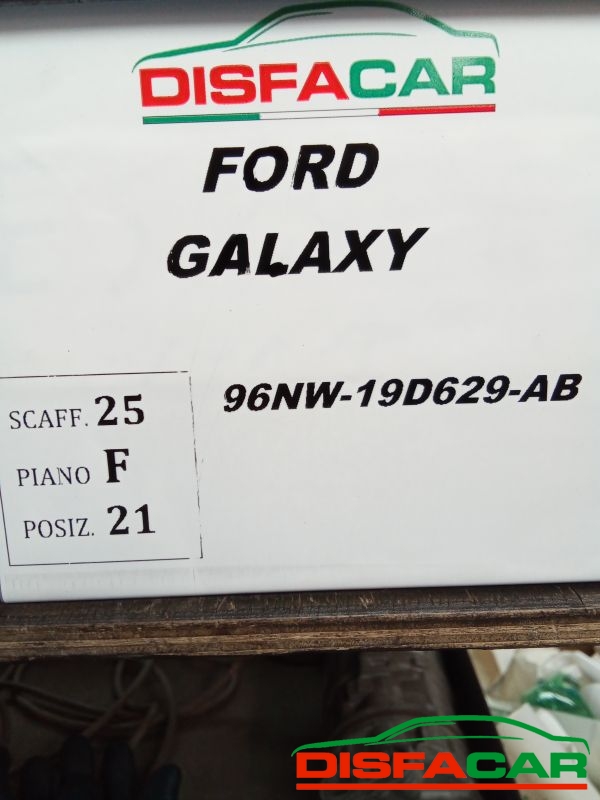 DISFACAR
FORD
GALAXY
96NW-19D629-AB
SCAFF. 25
PIANO F
POSIZ. 21
DISFACAR